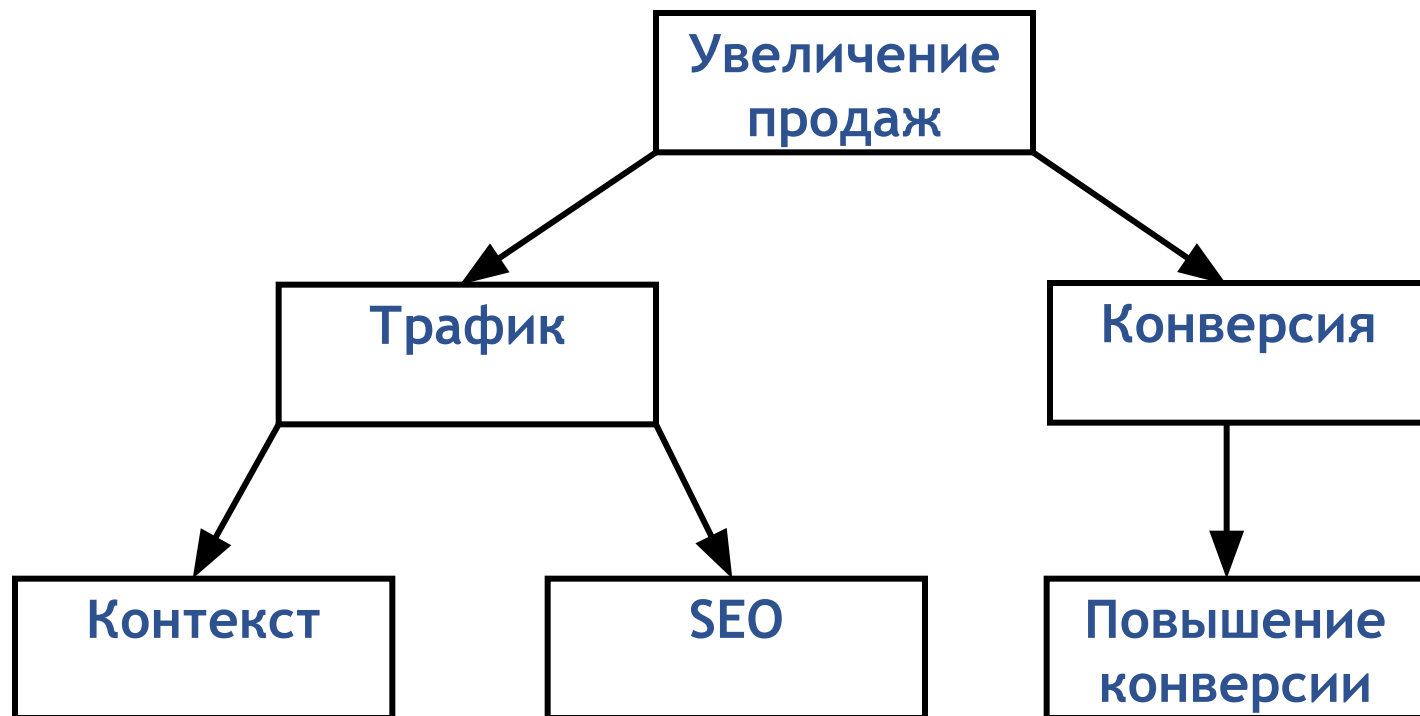 Увеличение
продаж
Трафик
Конверсия
Контекст
SEO
Повышение
конверсии